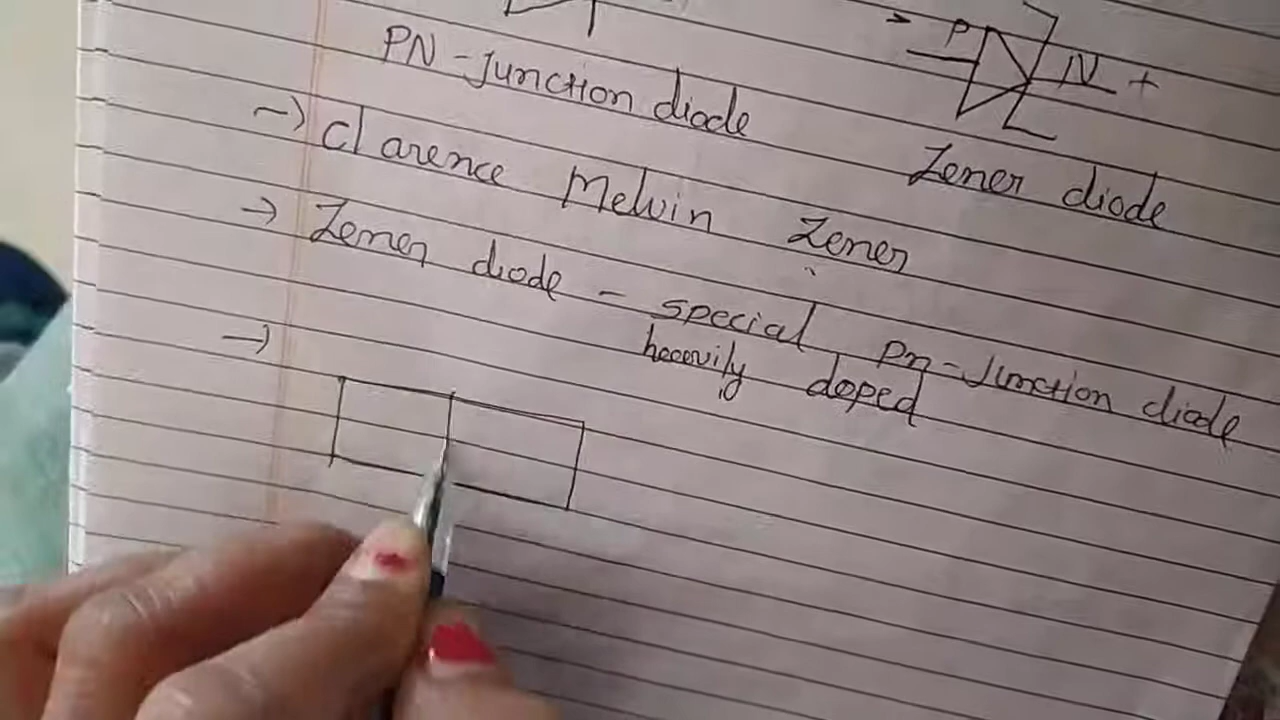 P N +
PN-Junction diode
Zener diode
→ Clarence Melvin Zener
→ Zener diode - special Pn-Junction diode
heavily doped
→